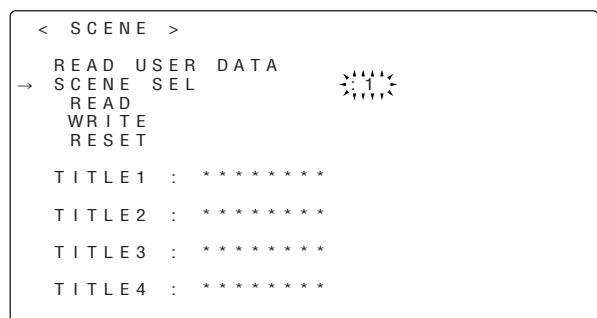 < SCENE >
READ USER DATA
→ SCENE SEL :1
READ
WRITE
RESET
TITLE1 : ********
TITLE2 : ********
TITLE3 : ********
TITLE4 : ********